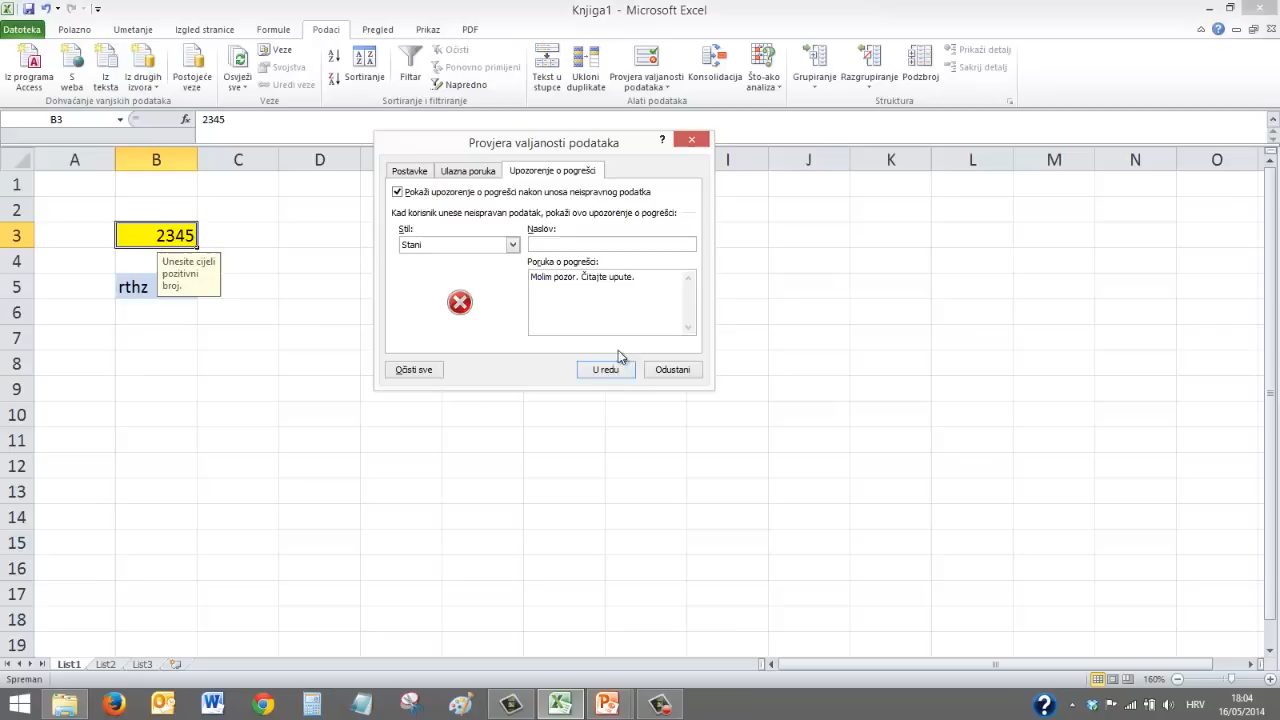 Knjiga1 - Microsoft Excel
Datoteka Polazno Umetanje Izgled stranice Formule Podaci Pregled Prikaz PDF
Iz programa Access
S weba
Iz teksta
Iz drugih izvora
Postojeće veze
Dohvaćanje vanjskih podataka
Osvježi sve
Veze
Svojstva
Uredi veze
Veze
Sortiranje
Filtar
Očisti
Ponovno primijeni
Napredno
Sortiranje i filtriranje
Tekst u stupce
Ukloni duplikate
Provjera valjanosti podataka
Konsolidacija
Što-ako analiza
Alati podataka
Grupiranje
Razgrupiranje
Podzbroj
Prikaži detalj
Sakrij detalj
Struktura
B3 fx 2345
A B C D I J K L M N O
1
2
3 2345
4
5 rthz
6
7
8
9
10
11
12
13
14
15
16
17
18
19
Unesite cijeli
pozitivni
broj.
Provjera valjanosti podataka ?
Postavke Ulazna poruka Upozorenje o pogrešci
Pokaži upozorenje o pogrešci nakon unosa neispravnog podatka
Kad korisnik unese neispravan podatak, pokaži ovo upozorenje o pogrešci:
Stil: Naslov:
Stani
Poruka o pogrešci:
Molim pozor. Čitajte upute.
Očisti sve U redu Odustani
List1 List2 List3
Spreman 160%
HRV
18:04
16/05/2014